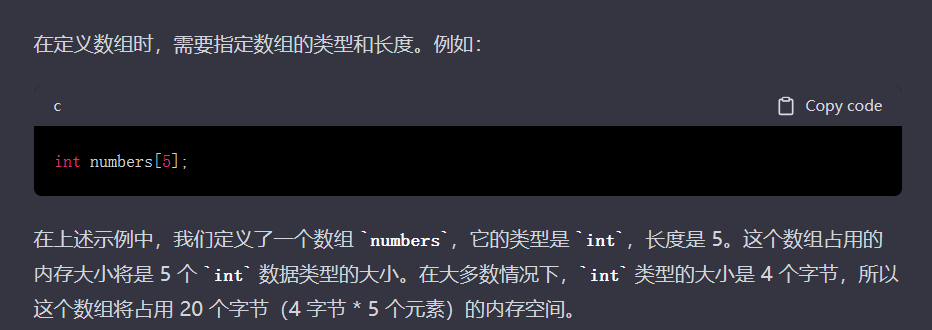 在定义数组时，需要指定数组的类型和长度。例如：
c Copy code
int numbers[5];
在上述示例中，我们定义了一个数组 `numbers`，它的类型是 `int`，长度是 5。这个数组占用的
内存大小将是 5 个 `int` 数据类型的大小。在大多数情况下，`int` 类型的大小是 4 个字节，所以
这个数组将占用 20 个字节（4 字节 * 5 个元素）的内存空间。